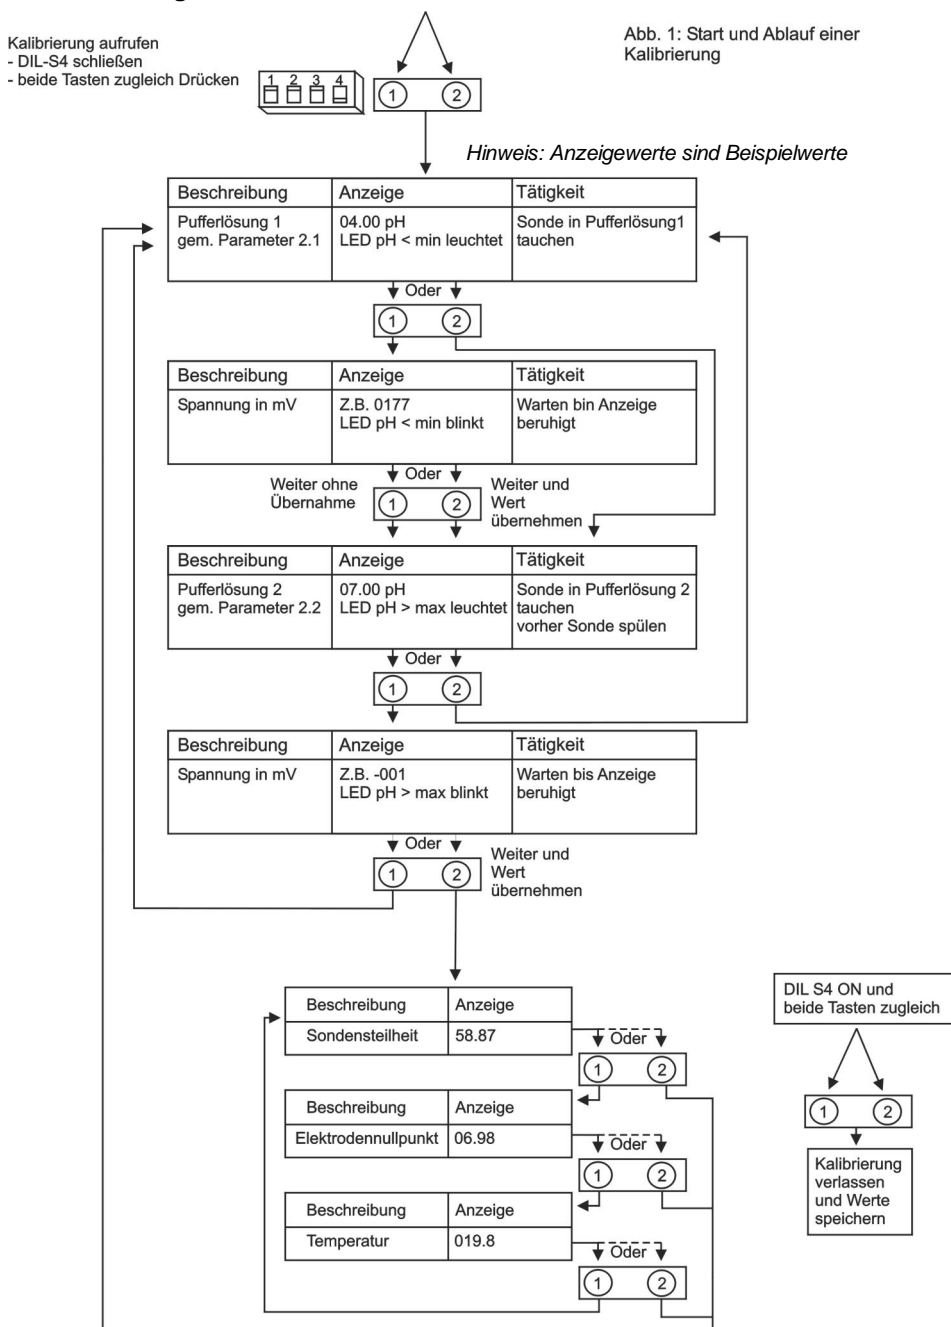 Kalibrierung aufrufen
- DIL-S4 schließen
- beide Tasten zugleich Drücken
1 2 3 4
1 2
Abb. 1: Start und Ablauf einer
Kalibrierung
Hinweis: Anzeigewerte sind Beispielwerte
Beschreibung Anzeige Tätigkeit
Pufferlösung 1 04.00 pH Sonde in Pufferlösung1
gem. Parameter 2.1 LED pH < min leuchtet tauchen
Oder
1 2
Beschreibung Anzeige Tätigkeit
Spannung in mV Z.B. 0177 Warten bin Anzeige
LED pH < min blinkt beruhigt
Oder
Weiter ohne
Übernahme
1 2
Weiter und
Wert
übernehmen
Beschreibung Anzeige Tätigkeit
Pufferlösung 2 07.00 pH Sonde in Pufferlösung 2
gem. Parameter 2.2 LED pH > max leuchtet tauchen
vorher Sonde spülen
Oder
1 2
Beschreibung Anzeige Tätigkeit
Spannung in mV Z.B. -001 Warten bis Anzeige
LED pH > max blinkt beruhigt
Oder
1 2
Weiter und
Wert
übernehmen
Beschreibung Anzeige
Sondensteilheit 58.87
Oder
1 2
Beschreibung Anzeige
Elektrodennullpunkt 06.98
Oder
1 2
Beschreibung Anzeige
Temperatur 019.8
Oder
1 2
DIL S4 ON und
beide Tasten zugleich
1 2
Kalibrierung
verlassen
und Werte
speichern